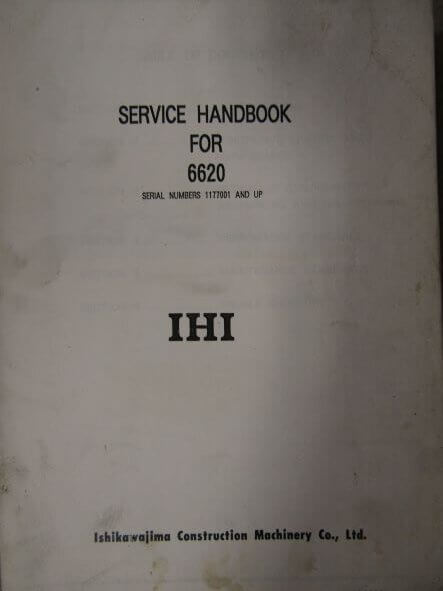 SERVICE HANDBOOK
FOR
6620
SERIAL NUMBERS 1177001 AND UP
IHI
Ishikawajima Construction Machinery Co., Ltd.